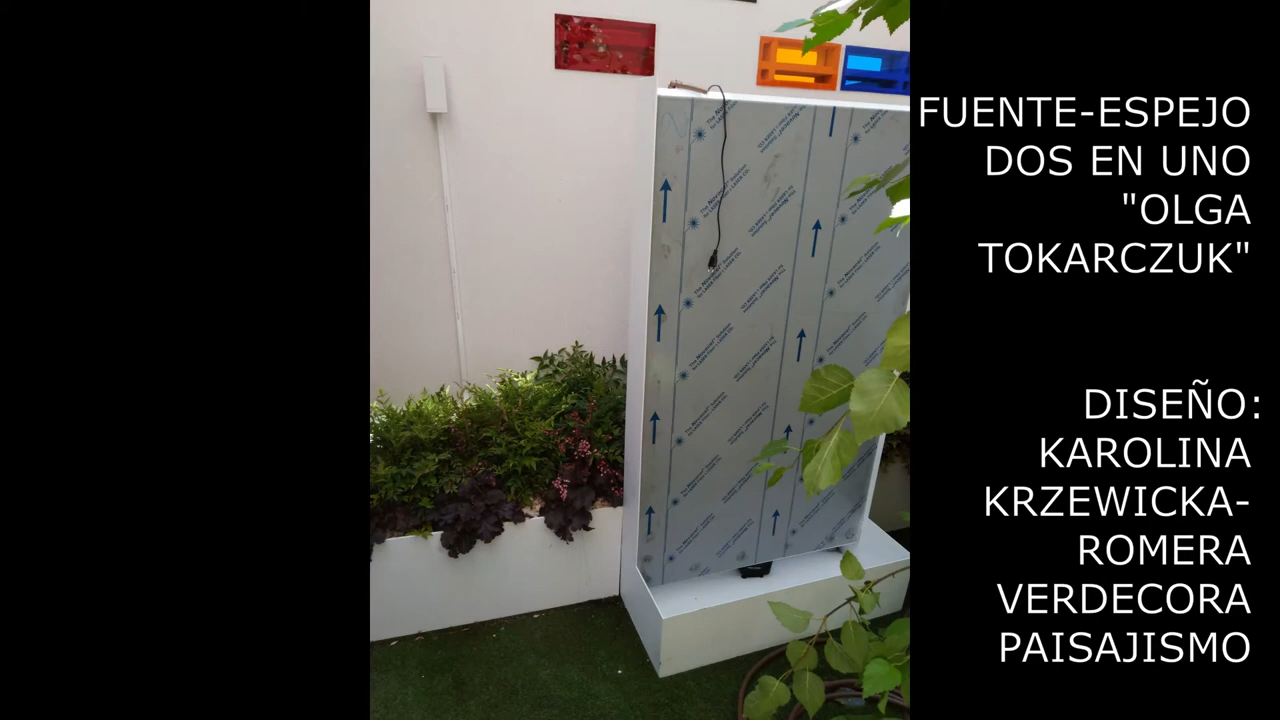 FUENTE-ESPEJO
DOS EN UNO
"OLGA
TOKARCZUK"
DISEÑO:
KAROLINA
KRZEWICKA-
ROMERA
VERDECORA
PAISAJISMO